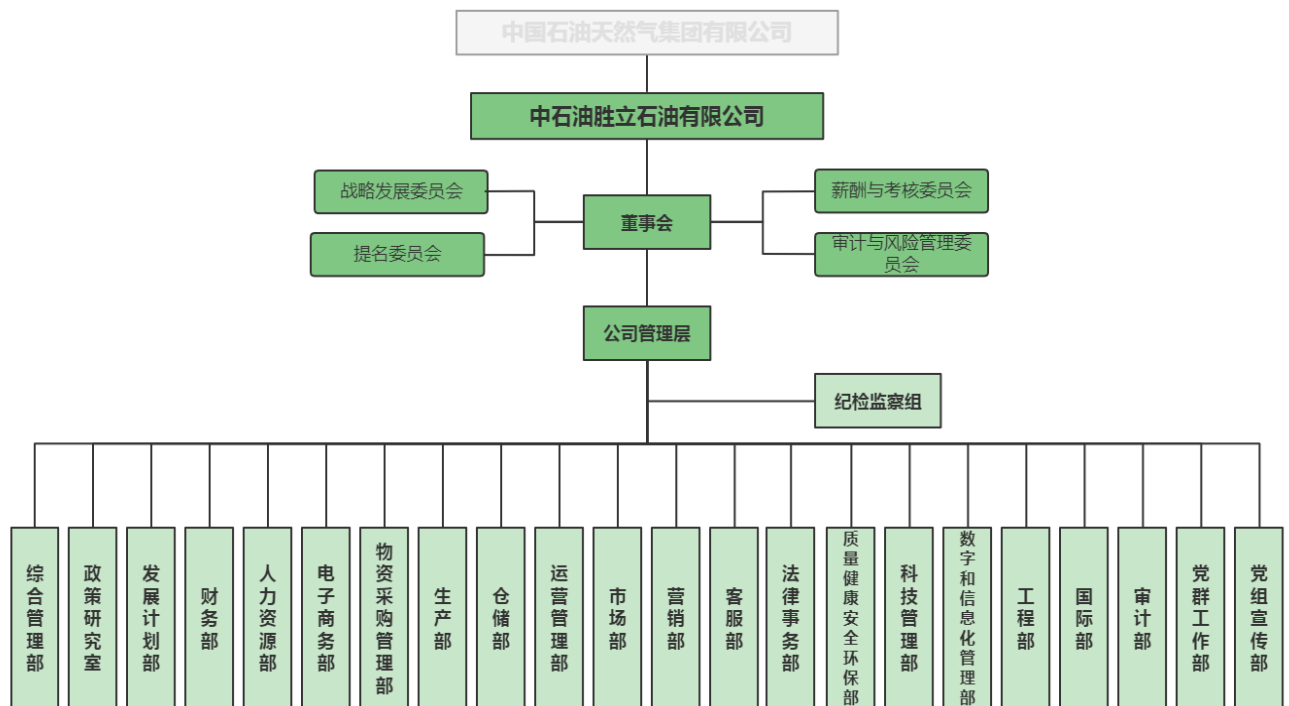 中国石油天然气集团有限公司
中石油胜立石油有限公司
战略发展委员会
薪酬与考核委员会
董事会
提名委员会
审计与风险管理委
员会
公司管理层
纪检监察组
综合管理部
政策研究室
发展计划部
财务部
人力资源部
电子商务部
物资采购管理部
生产部
仓储部
运营管理部
市场部
营销部
客服部
法律事务部
质量健康安全环保部
科技管理部
数字和信息化管理部
工程部
国际部
审计部
党群工作部
党组宣传部